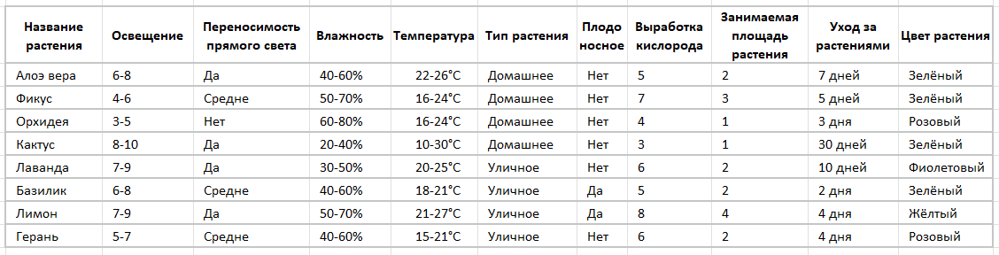 Название растения Освещение Переносимость прямого света Влажность Температура Тип растения Плодо носное Выработка кислорода Занимаемая площадь растения Уход за растениями Цвет растения
Алоэ вера 6-8 Да 40-60% 22-26°C Домашнее Нет 5 2 7 дней Зелёный
Фикус 4-6 Средне 50-70% 16-24°C Домашнее Нет 7 3 5 дней Зелёный
Орхидея 3-5 Нет 60-80% 16-24°C Домашнее Нет 4 1 3 дня Розовый
Кактус 8-10 Да 20-40% 10-30°C Домашнее Нет 3 1 30 дней Зелёный
Лаванда 7-9 Да 30-50% 20-25°C Уличное Нет 6 2 10 дней Фиолетовый
Базилик 6-8 Средне 40-60% 18-21°C Уличное Да 5 2 2 дня Зелёный
Лимон 7-9 Да 50-70% 21-27°C Уличное Да 8 4 4 дня Жёлтый
Герань 5-7 Средне 40-60% 15-21°C Уличное Нет 6 2 4 дня Розовый